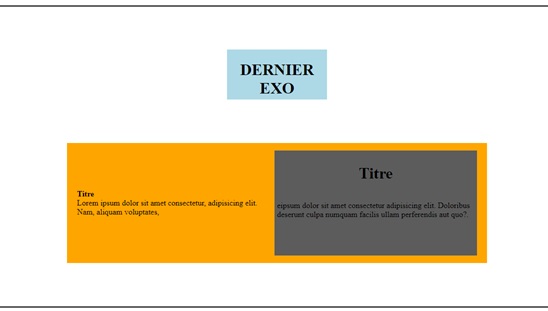 DERNIER
EXO
Titre
Lorem ipsum dolor sit amet consectetur, adipisicing elit.
Nam, aliquam voluptates,
Titre
eipsum dolor sit amet consectetur adipisicing elit. Doloribus
deserunt culpa numquam facilis ullam perferendis aut quo?.